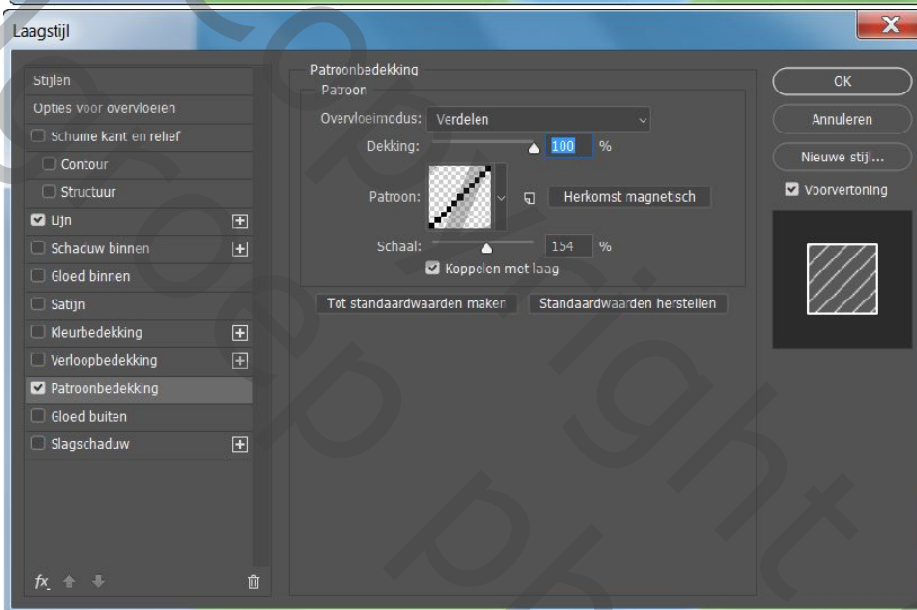 Laagstijl
Stijlen
Opties voor overvloeien
Schuine kant en reliëf
Contour
Structuur
Lijn
Schaduw binnen
Gloed binnen
Satijn
Kleurbedekking
Verloopbedekking
Patroonbedekking
Gloed buiten
Slagschaduw
fx
Patroonbedekking
Patroon
Overvloeimodus: Verdelen
Dekking: 100 %
Patroon: Herkomst magnetisch
Schaal: 154 %
Koppelen met laag
Tot standaardwaarden maken Standaardwaarden herstellen
OK
Annuleren
Nieuwe stijl...
Voorvertoning
Copyright